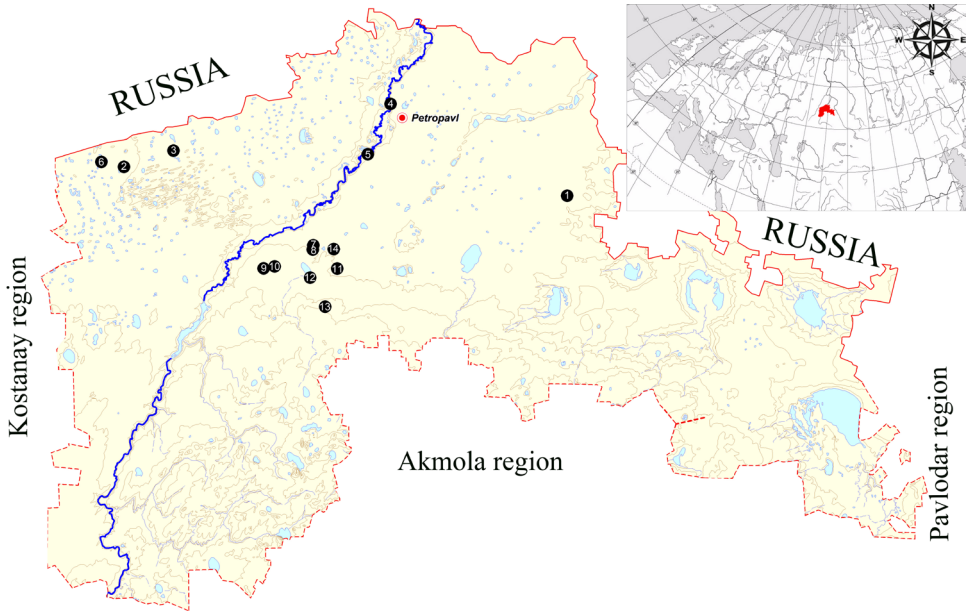 N
W
E
S
RUSSIA
4
Petropavl
5
3
6
2
1
RUSSIA
7
8
14
9
10
11
12
13
Kostanay region
Akmola region
Pavlodar region